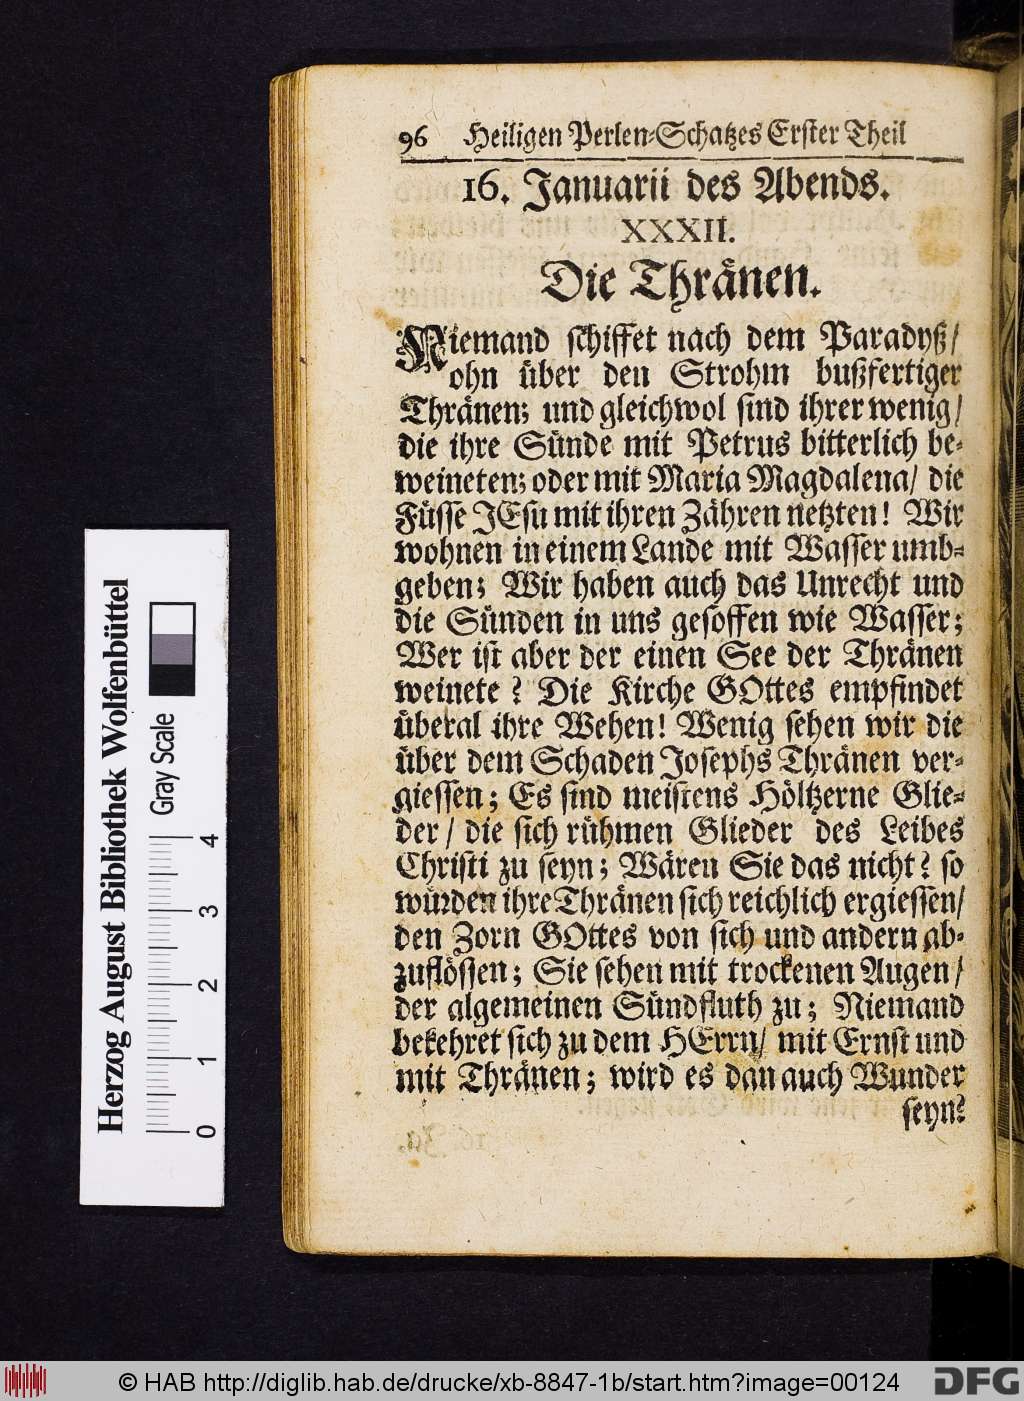 96 Heiligen Perlen-Schatzes Erster Theil
16. Januarii des Abends.
XXXII.
Die Thränen.
Niemand schiffet nach dem Paradyß/
ohn über den Strohm bußfertiger
Thränen; und gleichwol sind ihrer wenig/
die ihre Sünde mit Petrus bitterlich be-
weineten; oder mit Maria Magdalena/ die
Füsse JEsu mit ihren Zähren netzten! Wir
wohnen in einem Lande mit Wasser umb-
geben; Wir haben auch das Unrecht und
die Sünden in uns gesoffen wie Wasser;
Wer ist aber der einen See der Thränen
weinete? Die Kirche GOttes empfindet
überal ihre Wehen! Wenig sehen wir die
über dem Schaden Josephs Thränen ver-
giessen; Es sind meistens Höltzerne Glie-
der/ die sich rühmen Glieder des Leibes
Christi zu seyn; Wären Sie das nicht? so
würden ihre Thränen sich reichlich ergiessen/
den Zorn GOttes von sich und andern ab-
zuflössen; Sie sehen mit trockenen Augen/
der algemeinen Sündfluth zu; Niemand
bekehret sich zu dem HErrn/ mit Ernst und
mit Thränen; wird es dan auch Wunder
seyn?
Herzog August Bibliothek Wolfenbüttel
Gray Scale
0 1 2 3 4
© HAB http://diglib.hab.de/drucke/xb-8847-1b/start.htm?image=00124
DFG